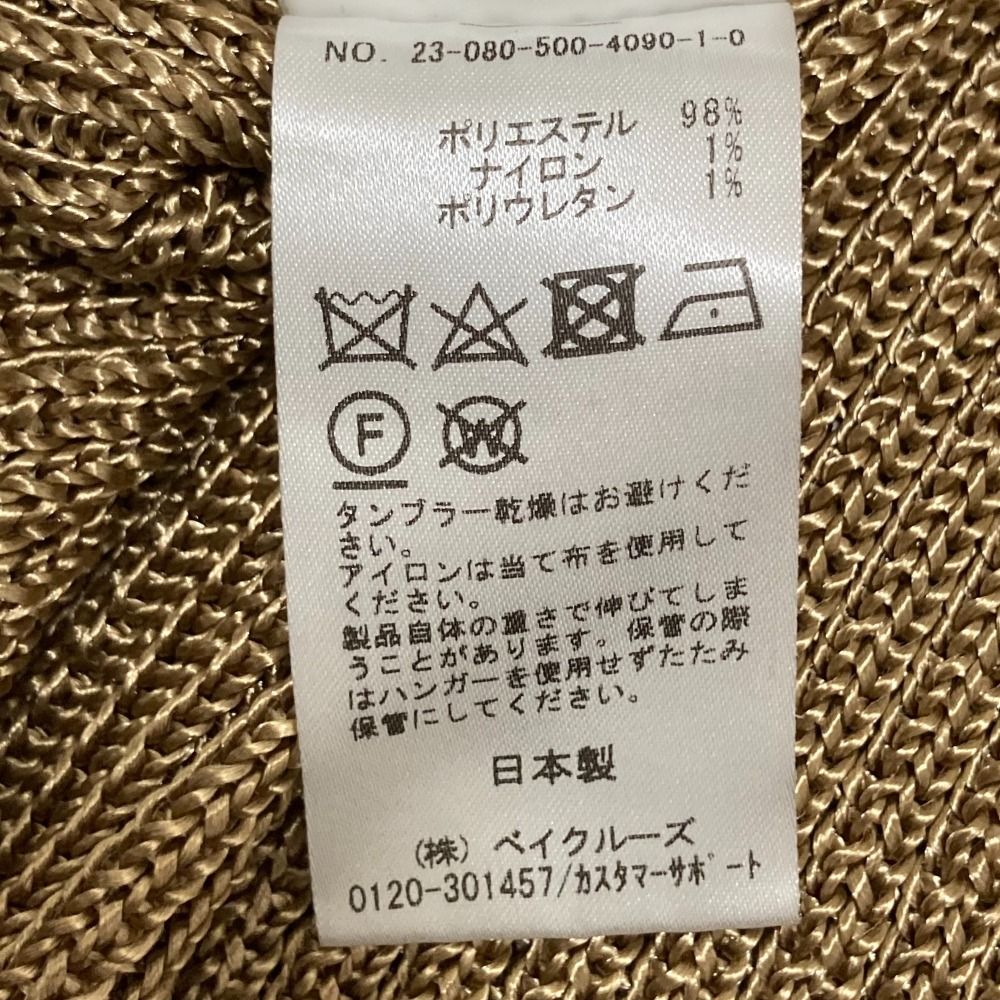 NO. 23-080-500-4090-1-0
ポリエステル 98%
ナイロン 1%
ポリウレタン 1%
F
W
タンブラー乾燥はお避けくだ
さい。
アイロンは当て布を使用して
ください。
製品自体の重さで伸びてしま
うことがあります。保管の際
はハンガーを使用せずたたみ
保管にしてください。
日本製
(株) ベイクルーズ
0120-301457/カスタマーサポート